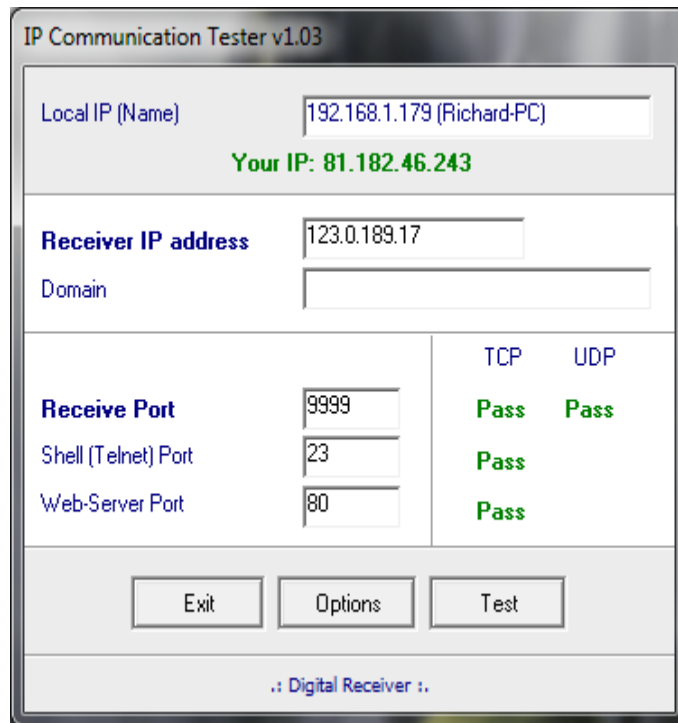 IP Communication Tester v1.03
Local IP (Name) 192.168.1.179 (Richard-PC)
Your IP: 81.182.46.243
Receiver IP address 123.0.189.17
Domain
TCP UDP
Receive Port 9999 Pass Pass
Shell (Telnet) Port 23 Pass
Web-Server Port 80 Pass
Exit Options Test
.: Digital Receiver :.